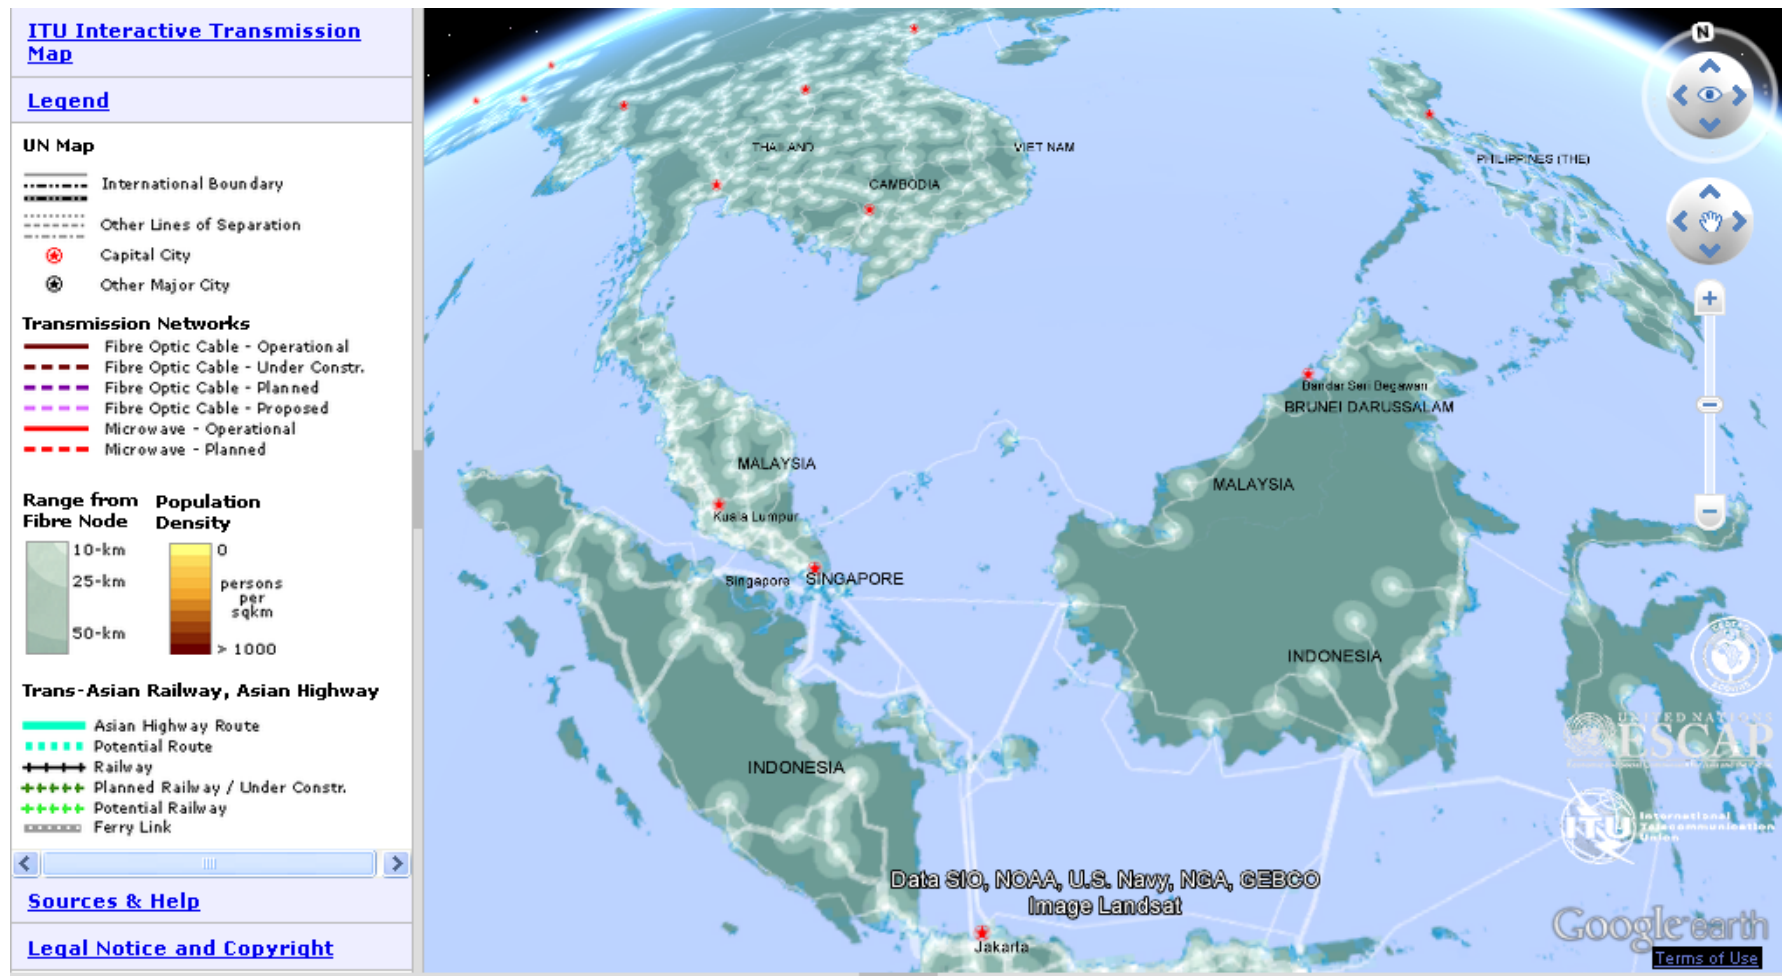 ITU Interactive Transmission
Map
Legend
UN Map
International Boundary
Other Lines of Separation
Capital City
Other Major City
Transmission Networks
Fibre Optic Cable - Operational
Fibre Optic Cable - Under Constr.
Fibre Optic Cable - Planned
Fibre Optic Cable - Proposed
Microwave - Operational
Microwave - Planned
Range from Fibre Node
10-km
25-km
50-km
Population Density
0
persons
per
sqkm
> 1000
Trans-Asian Railway, Asian Highway
Asian Highway Route
Potential Route
Railway
Planned Railway / Under Constr.
Potential Railway
Ferry Link
Sources & Help
Legal Notice and Copyright
N
THAILAND
VIET NAM
PHILIPPINES (THE)
CAMBODIA
Bandar Seri Begawan
BRUNEI DARUSSALAM
MALAYSIA
MALAYSIA
Kuala Lumpur
Singapore
SINGAPORE
INDONESIA
UNITED NATIONS
ESCAP
INDONESIA
ITU
International
Telecommunication
Union
Data SIO, NOAA, U.S. Navy, NGA, GEBCO
Image Landsat
Jakarta
Google earth
Terms of Use